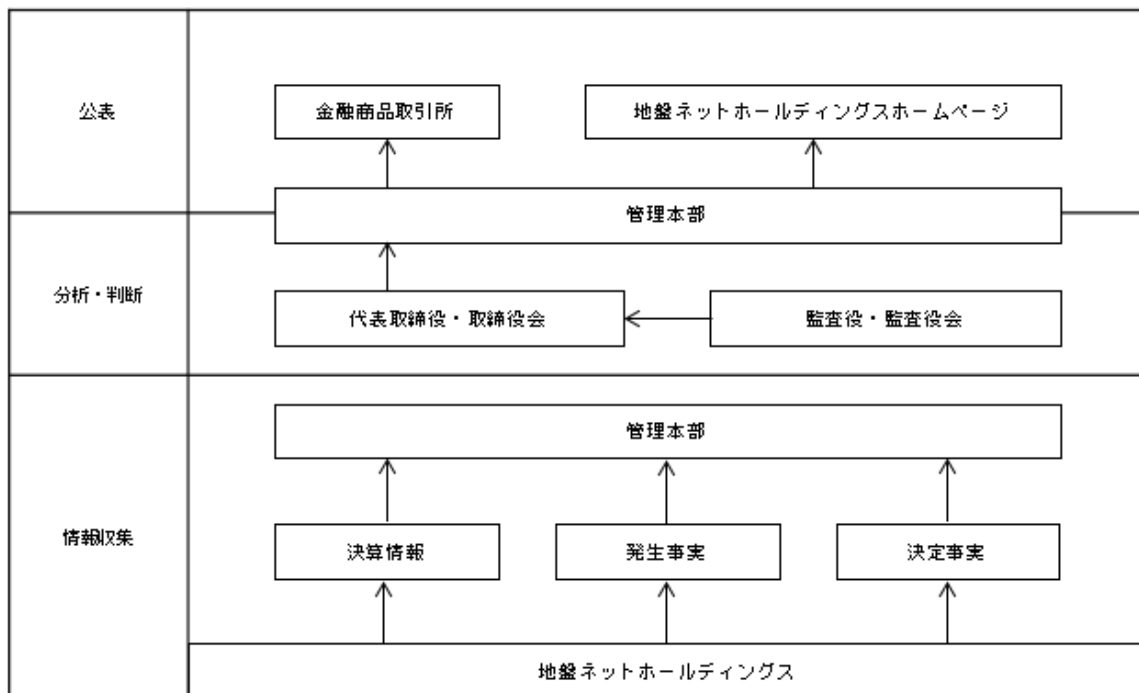 公表
金融商品取引所
地盤ネットホールディングスホームページ
管理本部
分析・判断
代表取締役・取締役会
監査役・監査役会
管理本部
情報収集
決算情報
発生事実
決定事実
地盤ネットホールディングス